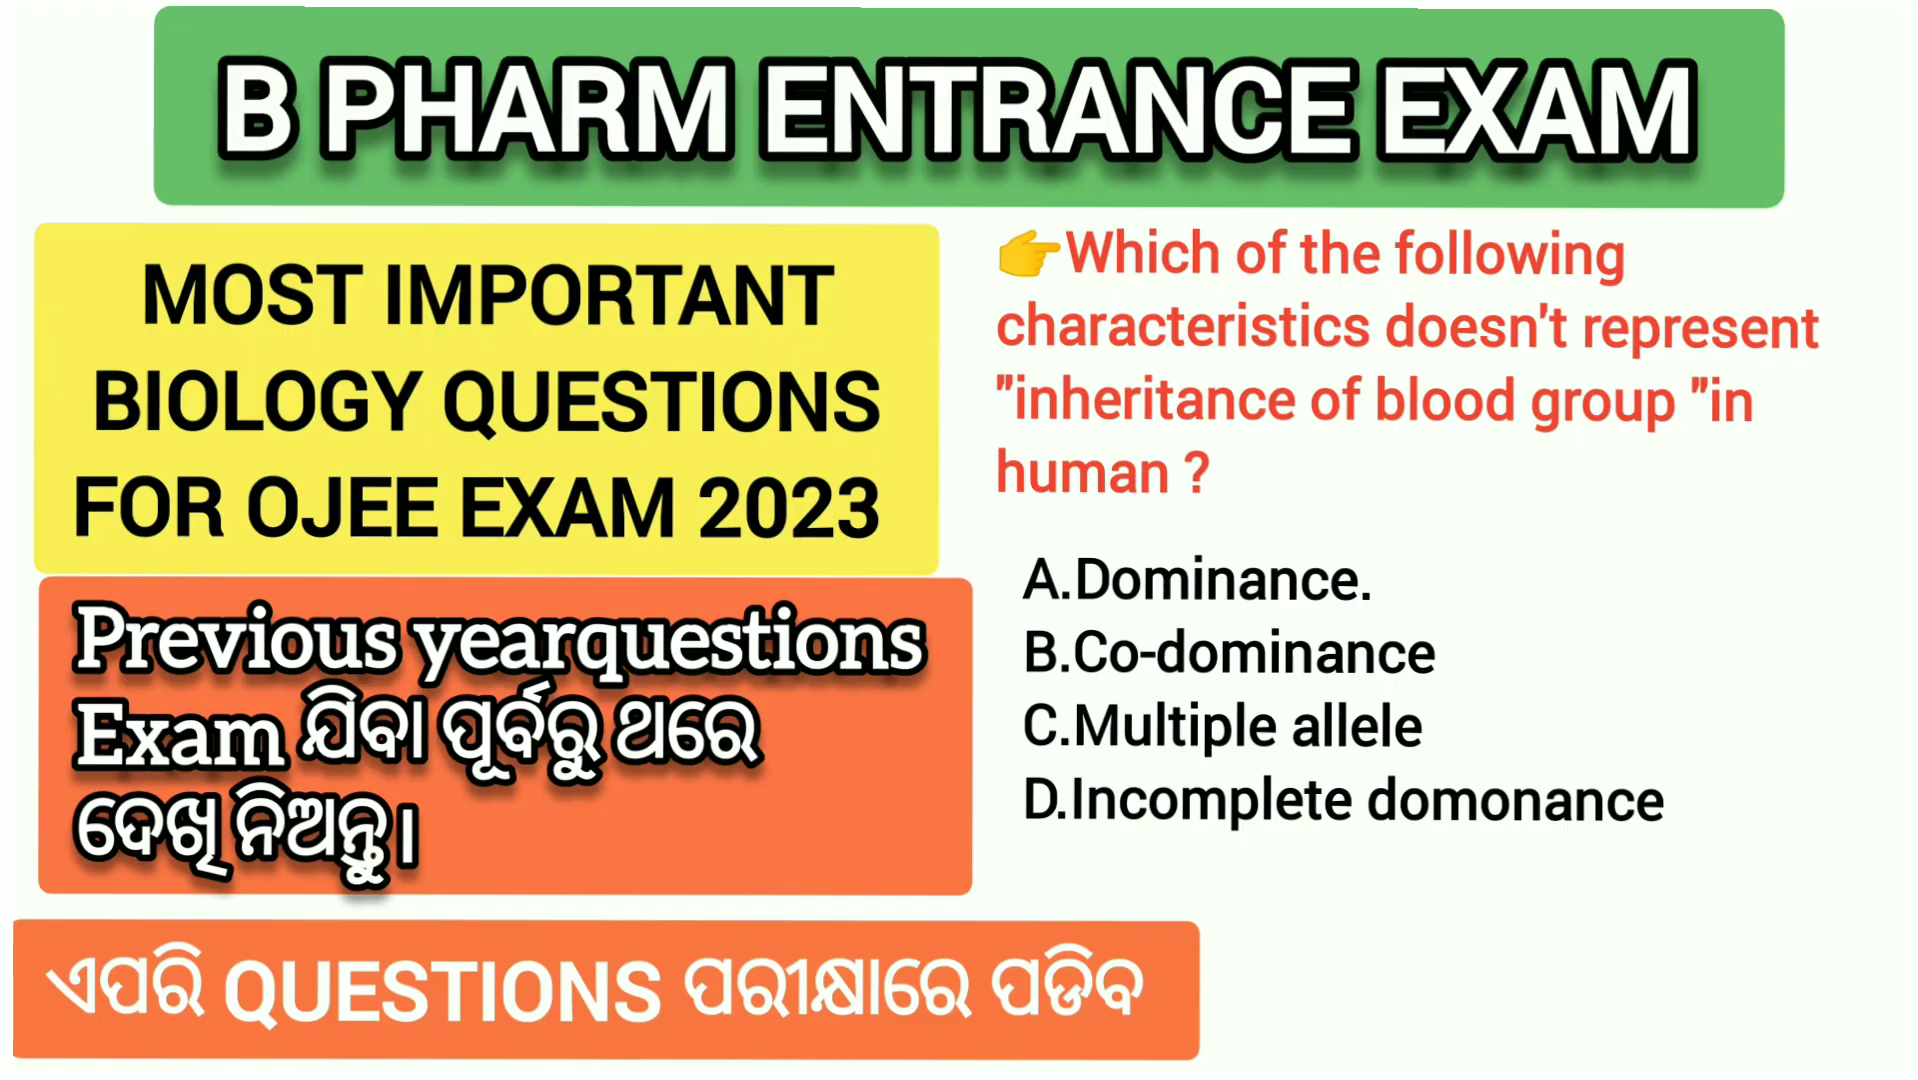 B PHARM ENTRANCE EXAM
MOST IMPORTANT
BIOLOGY QUESTIONS
FOR OJEE EXAM 2023
Previous yearquestions
Exam ଯିବା ପୂର୍ବରୁ ଥରେ
ଦେଖି ନିଅନ୍ତୁ।
👉Which of the following
characteristics doesn't represent
"inheritance of blood group "in
human ?
A.Dominance.
B.Co-dominance
C.Multiple allele
D.Incomplete domonance
ଏପରି QUESTIONS ପରୀକ୍ଷାରେ ପଡିବ